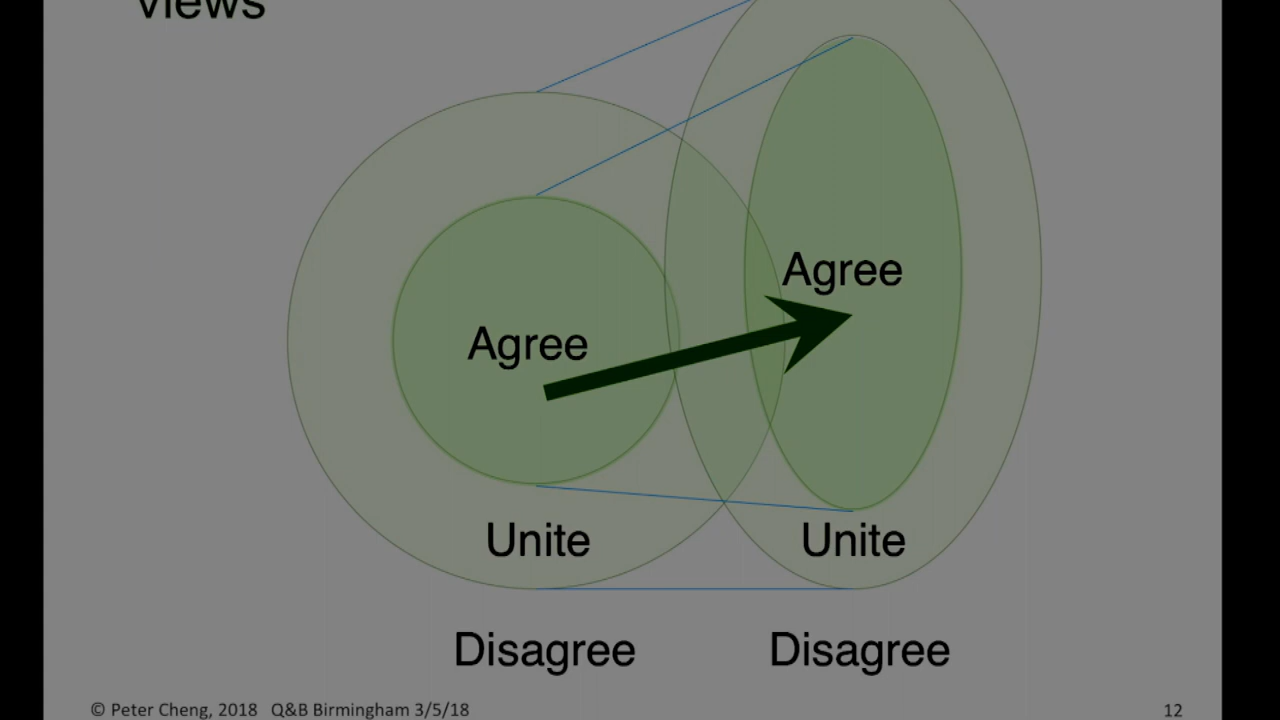 views
Agree
Agree
Unite
Unite
Disagree
Disagree
© Peter Cheng, 2018 Q&B Birmingham 3/5/18
12